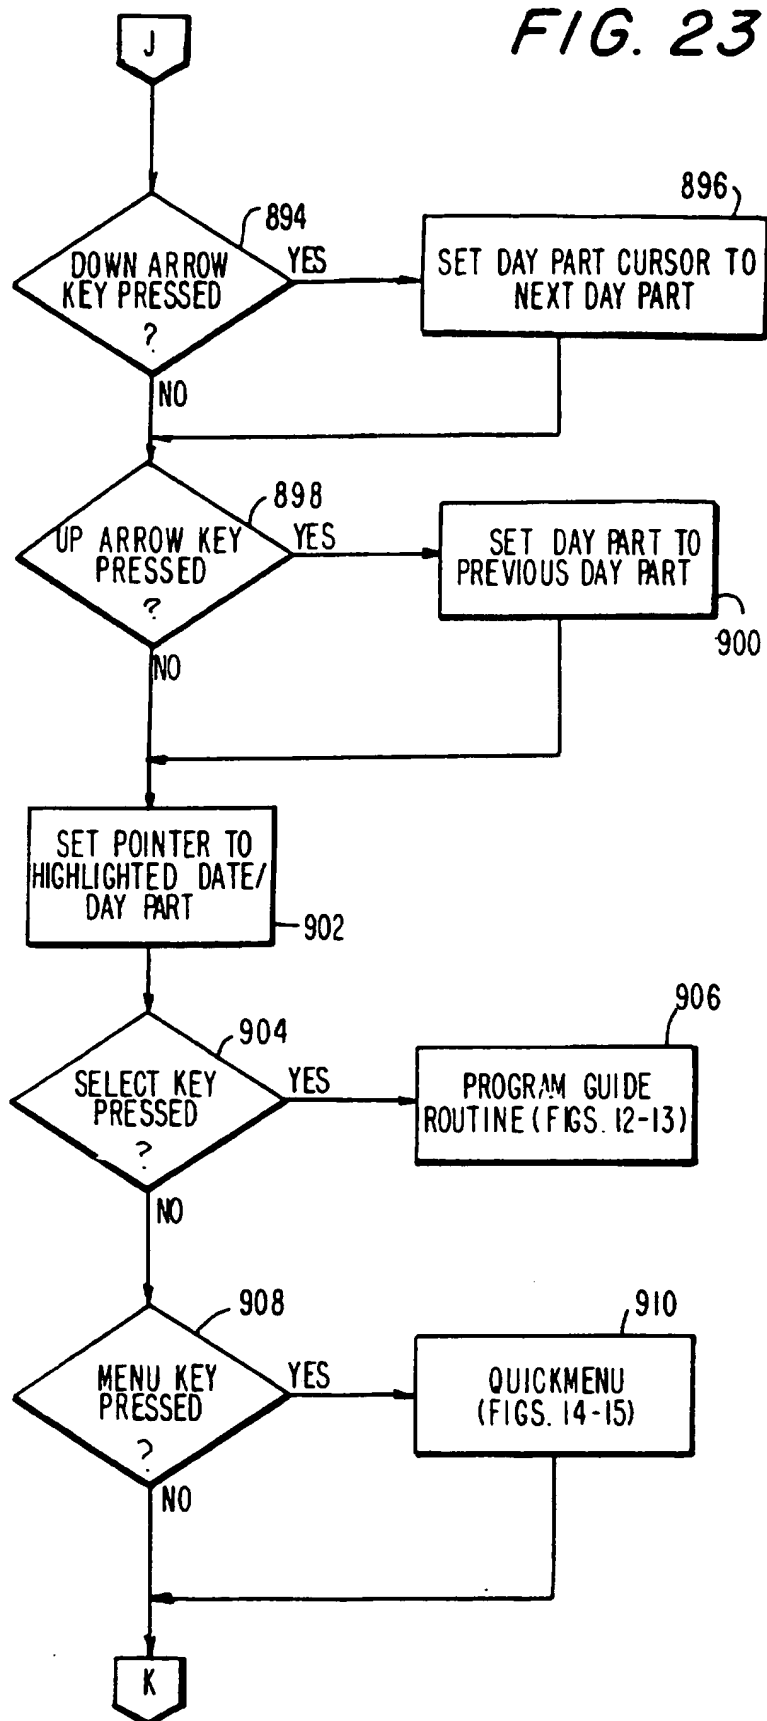 FIG. 23
J
894
DOWN ARROW
KEY PRESSED
?
YES
896
SET DAY PART CURSOR TO
NEXT DAY PART
NO
898
UP ARROW KEY
PRESSED
?
YES
SET DAY PART TO
PREVIOUS DAY PART
900
NO
SET POINTER TO
HIGHLIGHTED DATE/
DAY PART
902
904
SELECT KEY
PRESSED
?
YES
906
PROGRAM GUIDE
ROUTINE (FIGS. 12-13)
NO
908
MENU KEY
PRESSED
?
YES
910
QUICKMENU
(FIGS. 14-15)
NO
K